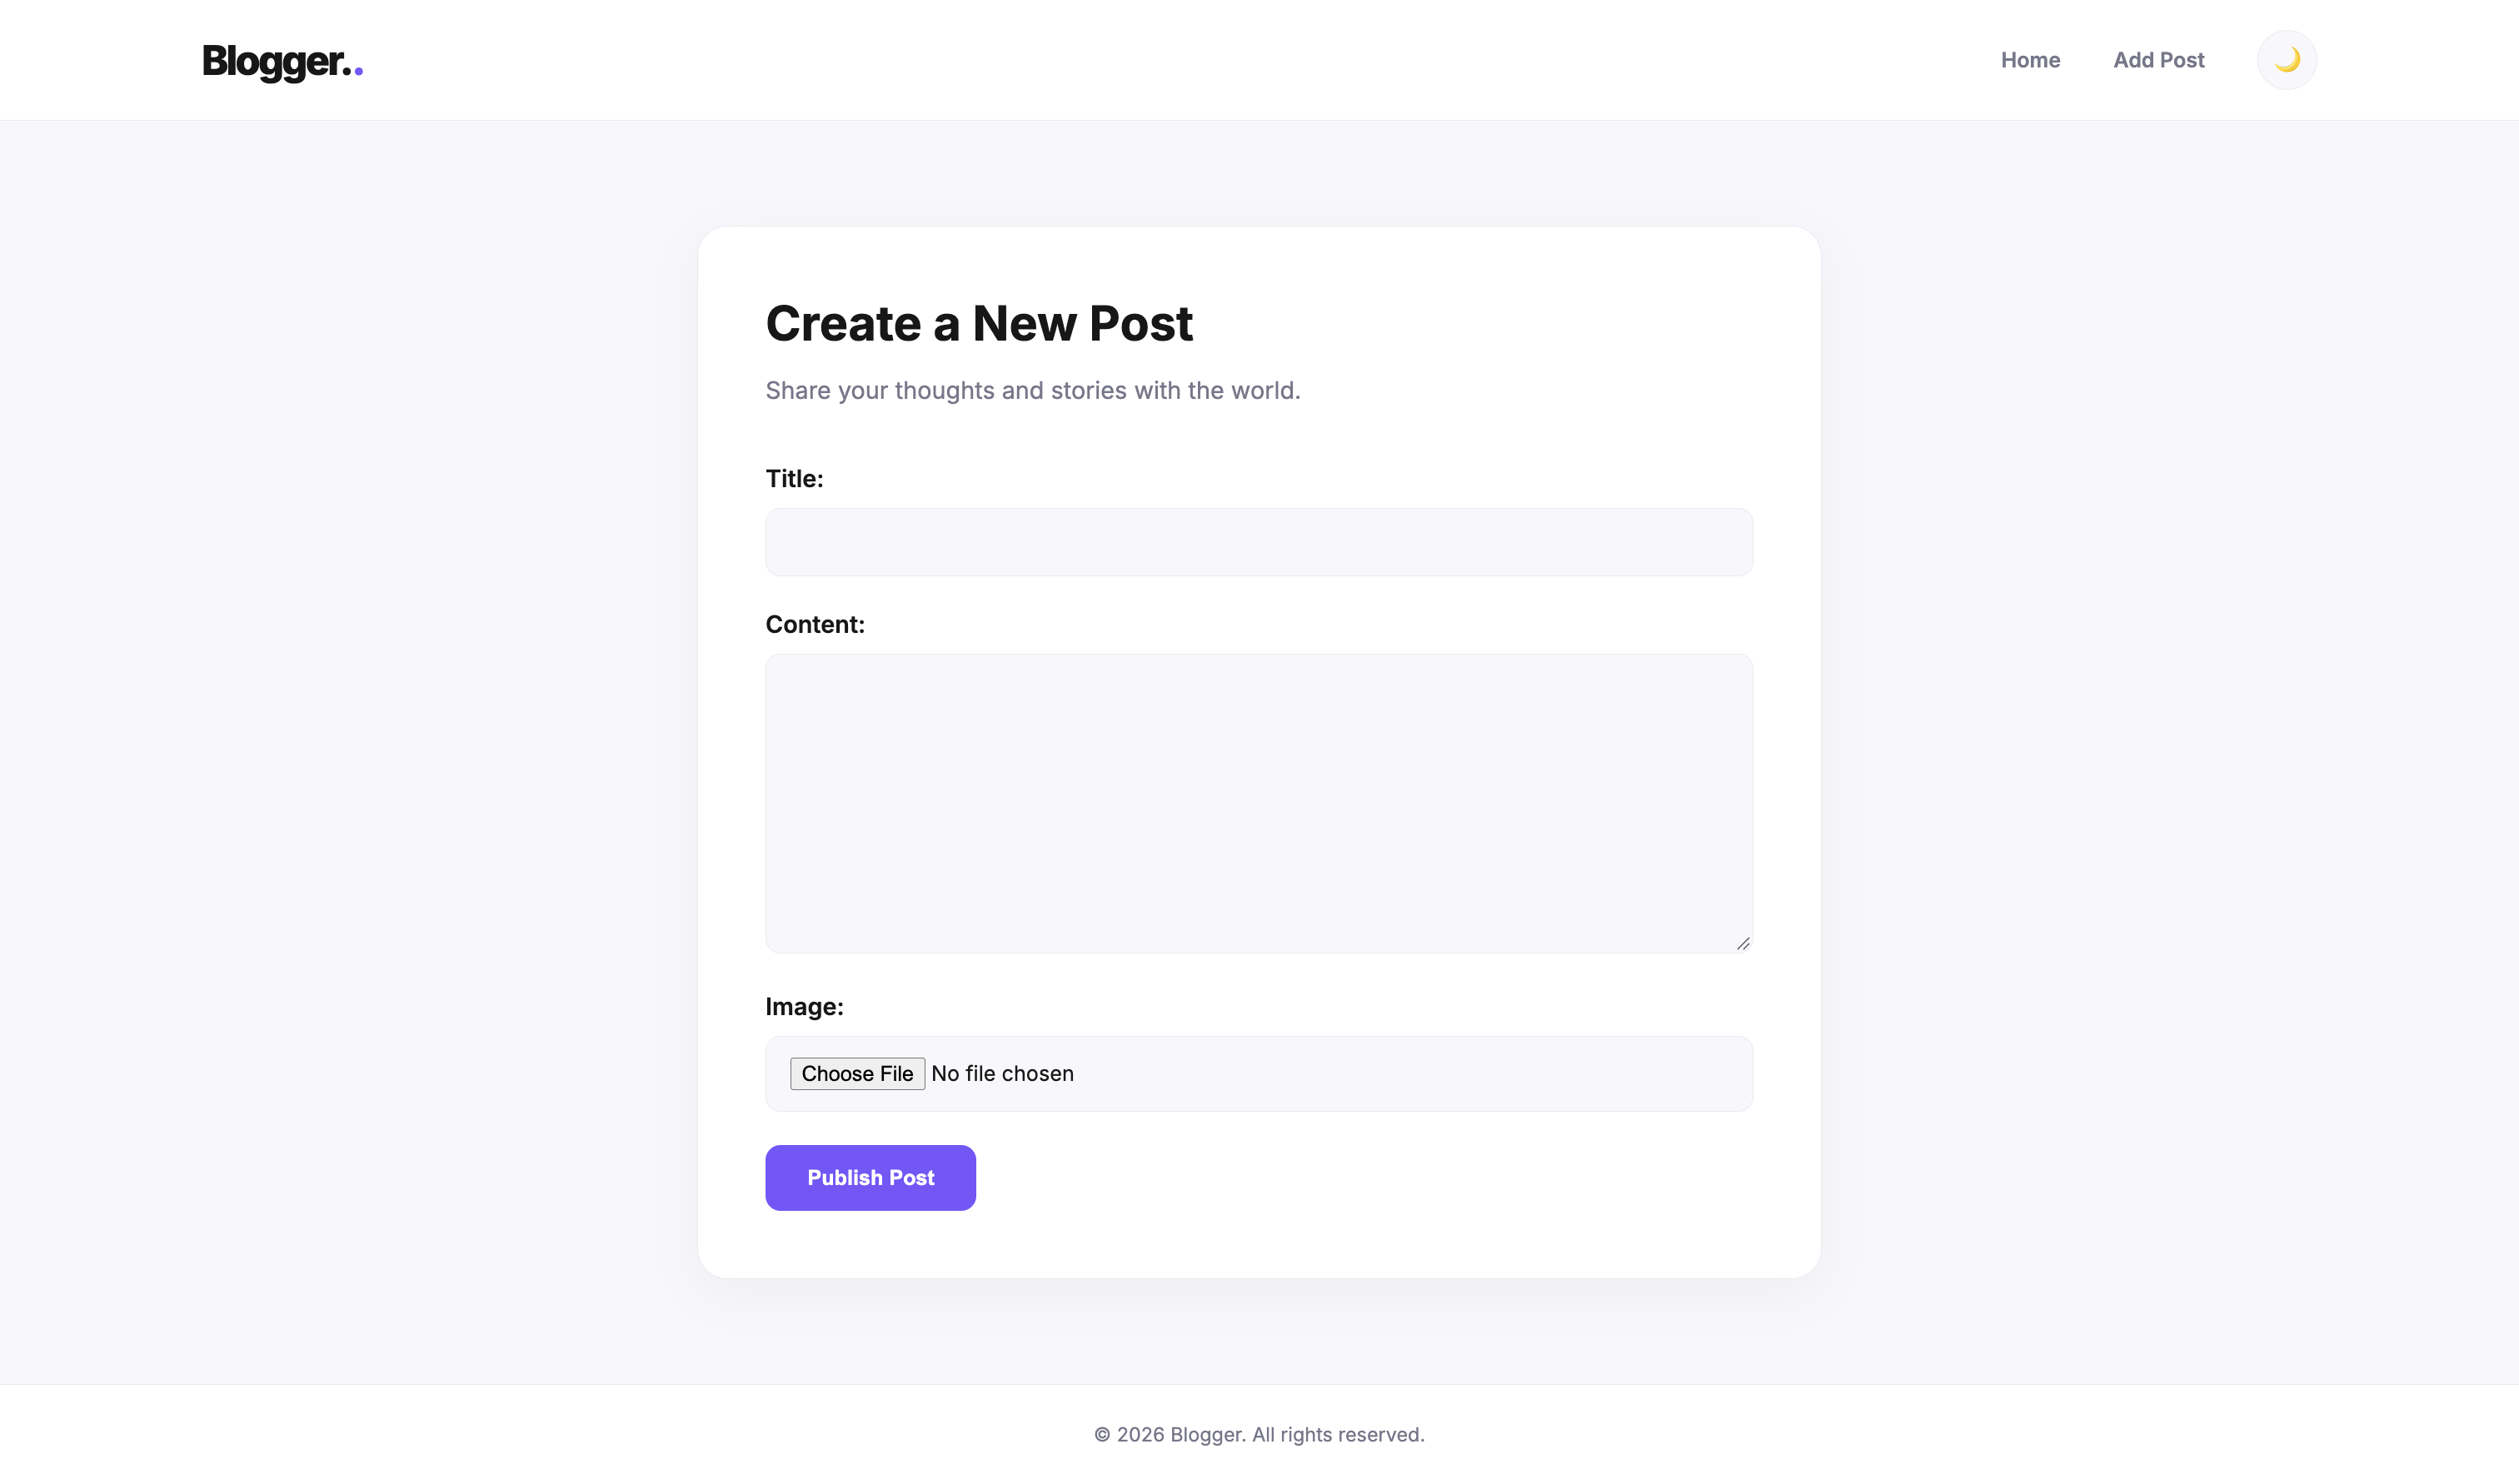 Blogger..
Home
Add Post
Create a New Post
Share your thoughts and stories with the world.
Title:
Content:
Image:
Choose File No file chosen
Publish Post
© 2026 Blogger. All rights reserved.